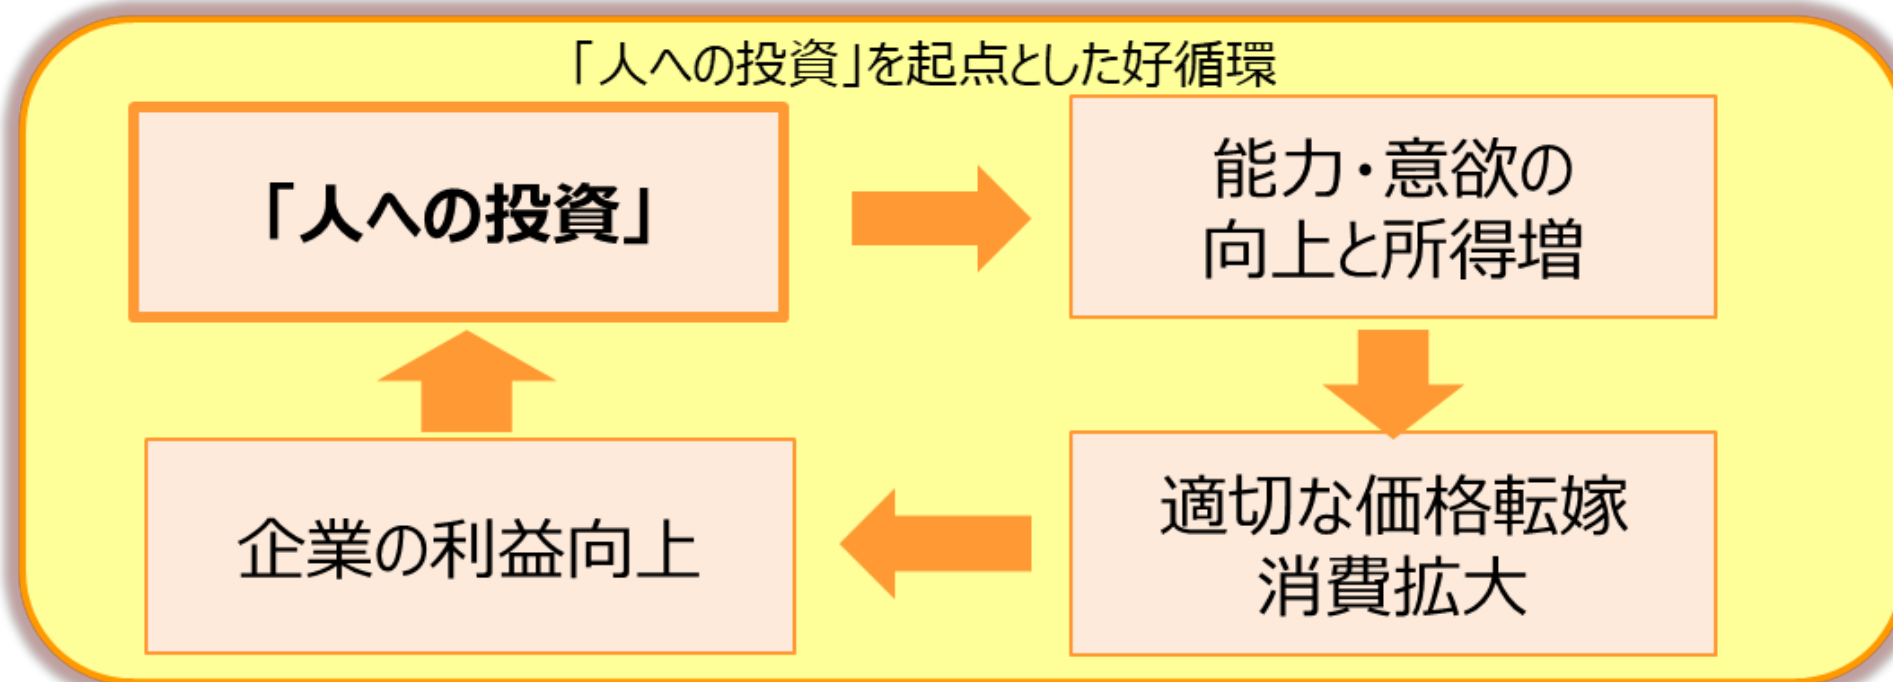 「人への投資」を起点とした好循環
「人への投資」
能力・意欲の
向上と所得増
適切な価格転嫁
消費拡大
企業の利益向上